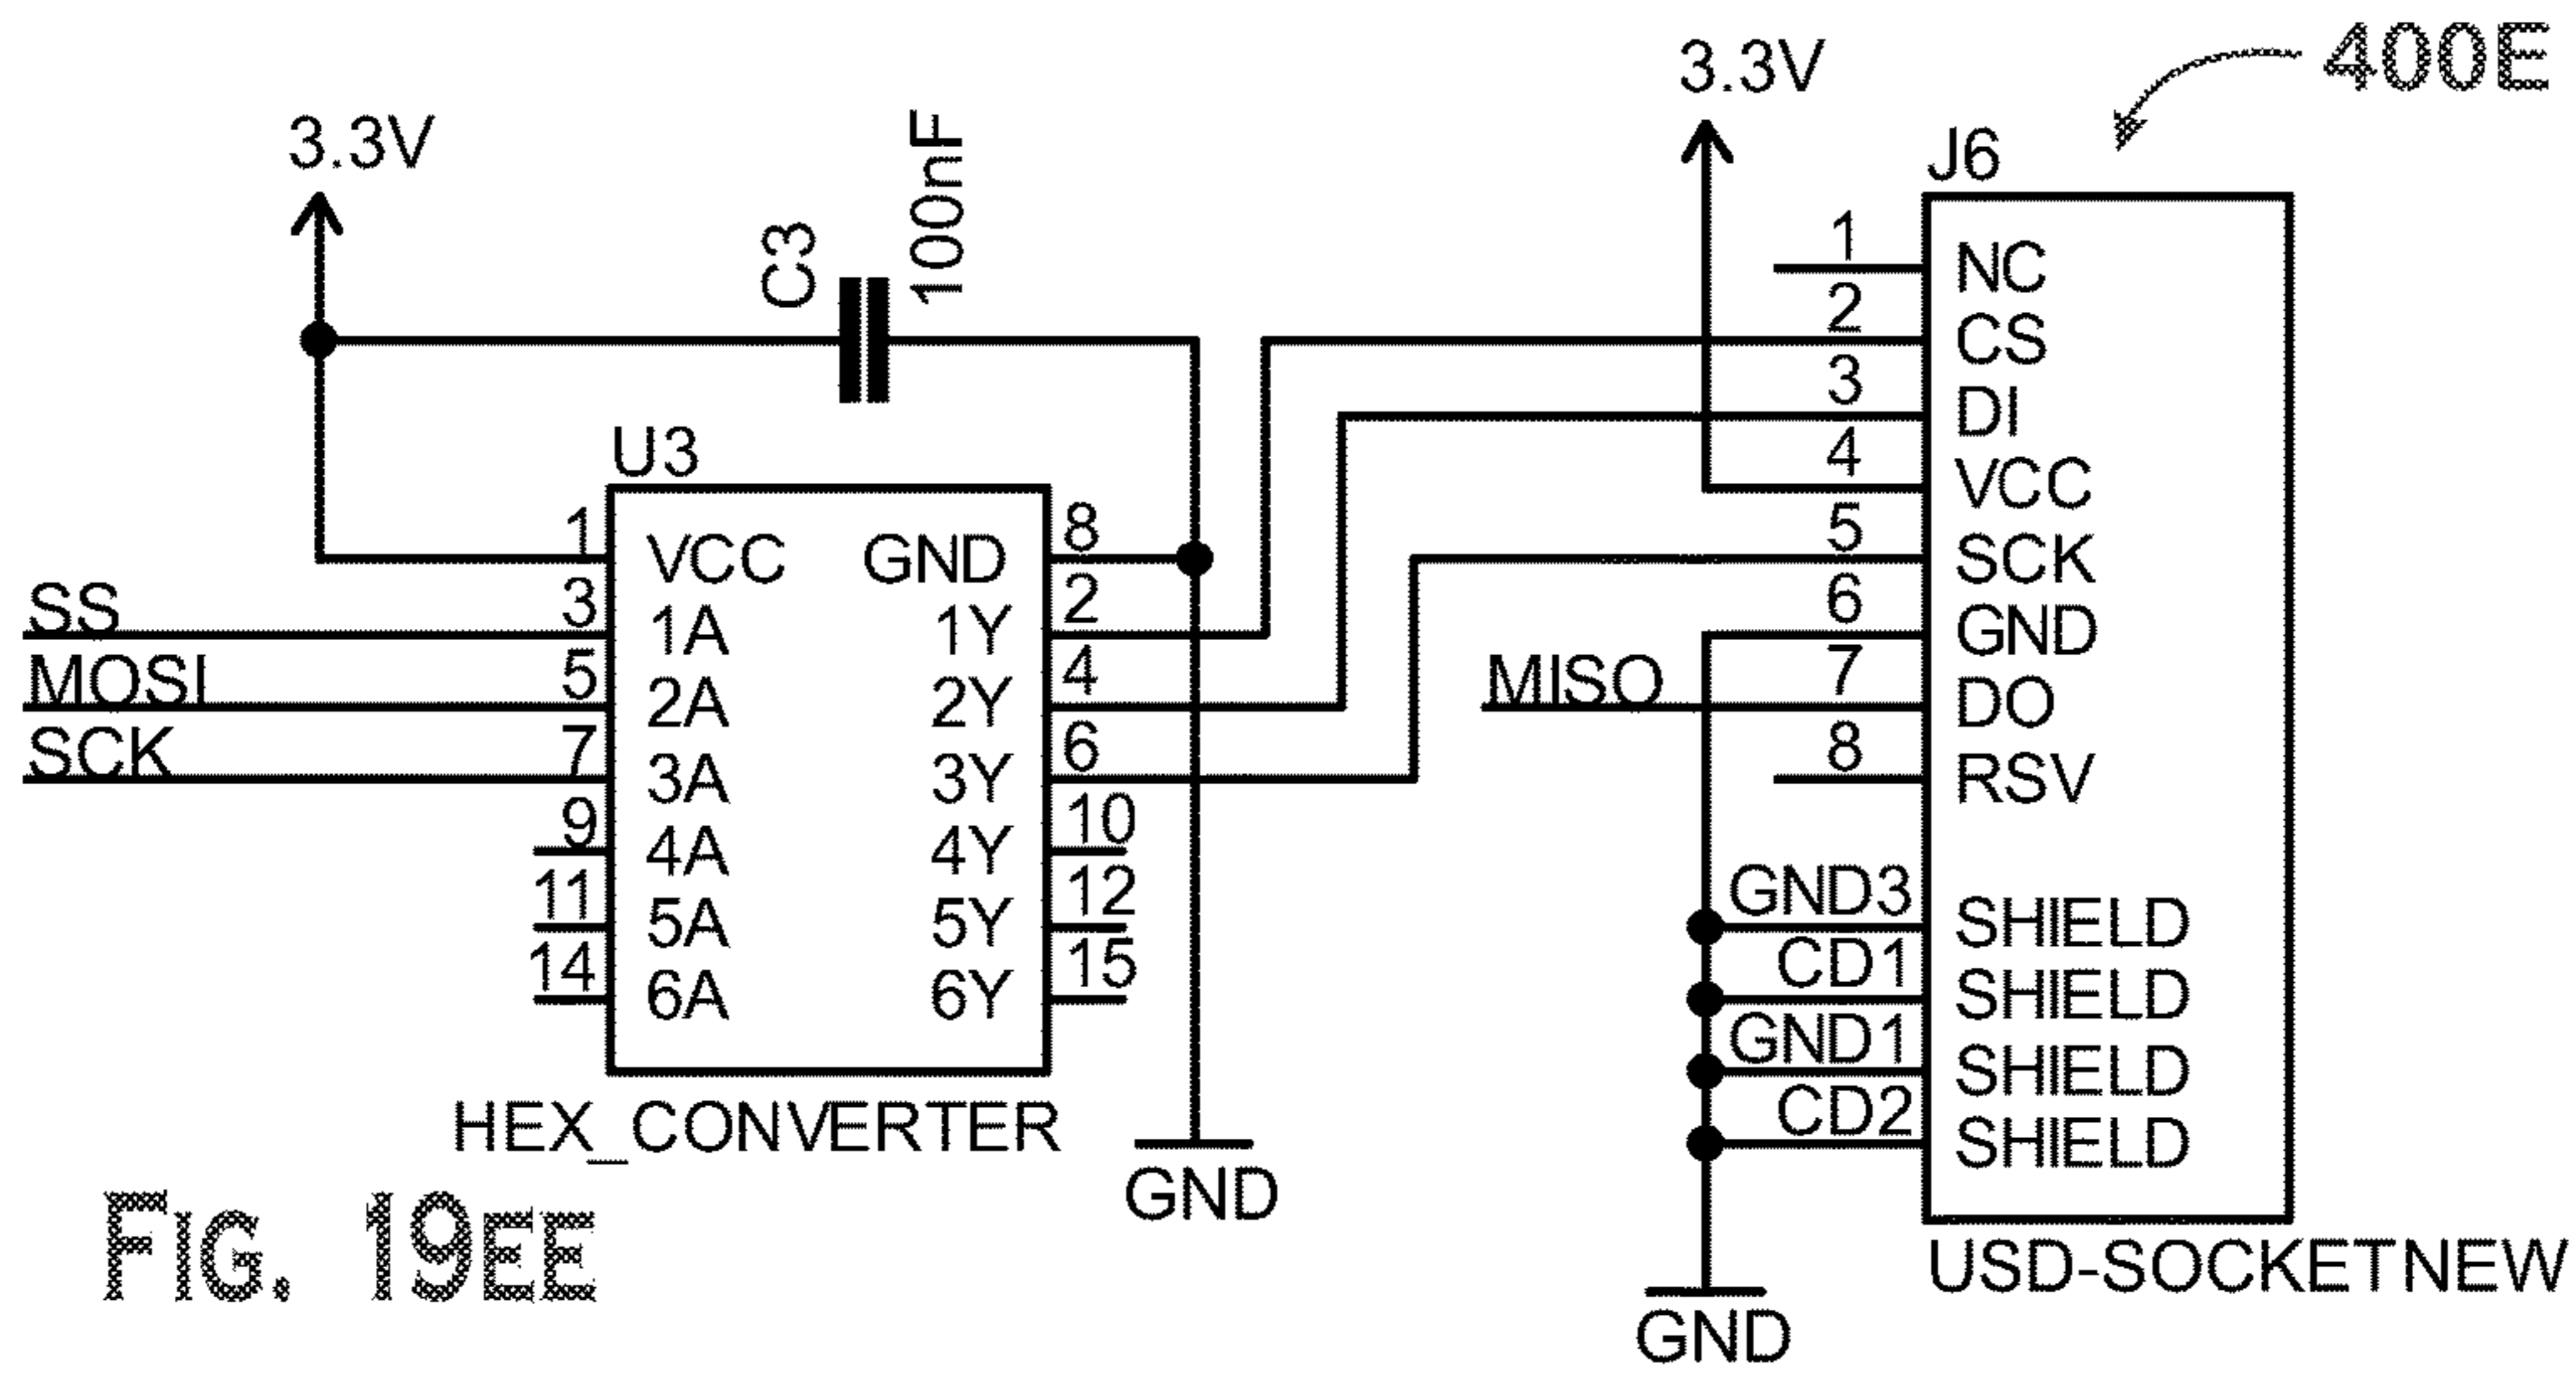 3.3V
400E
3.3V
C3
100nF
J6
1 NC
2 CS
3 DI
4 VCC
5 SCK
6 GND
MISO 7 DO
8 RSV
GND3 SHIELD
CD1 SHIELD
GND1 SHIELD
CD2 SHIELD
USD-SOCKETNEW
GND
U3
1 VCC GND 8
SS 3 1A 1Y 2
MOSI 5 2A 2Y 4
SCK 7 3A 3Y 6
9 4A 4Y 10
11 5A 5Y 12
14 6A 6Y 15
HEX_CONVERTER
GND
FIG. 19EE